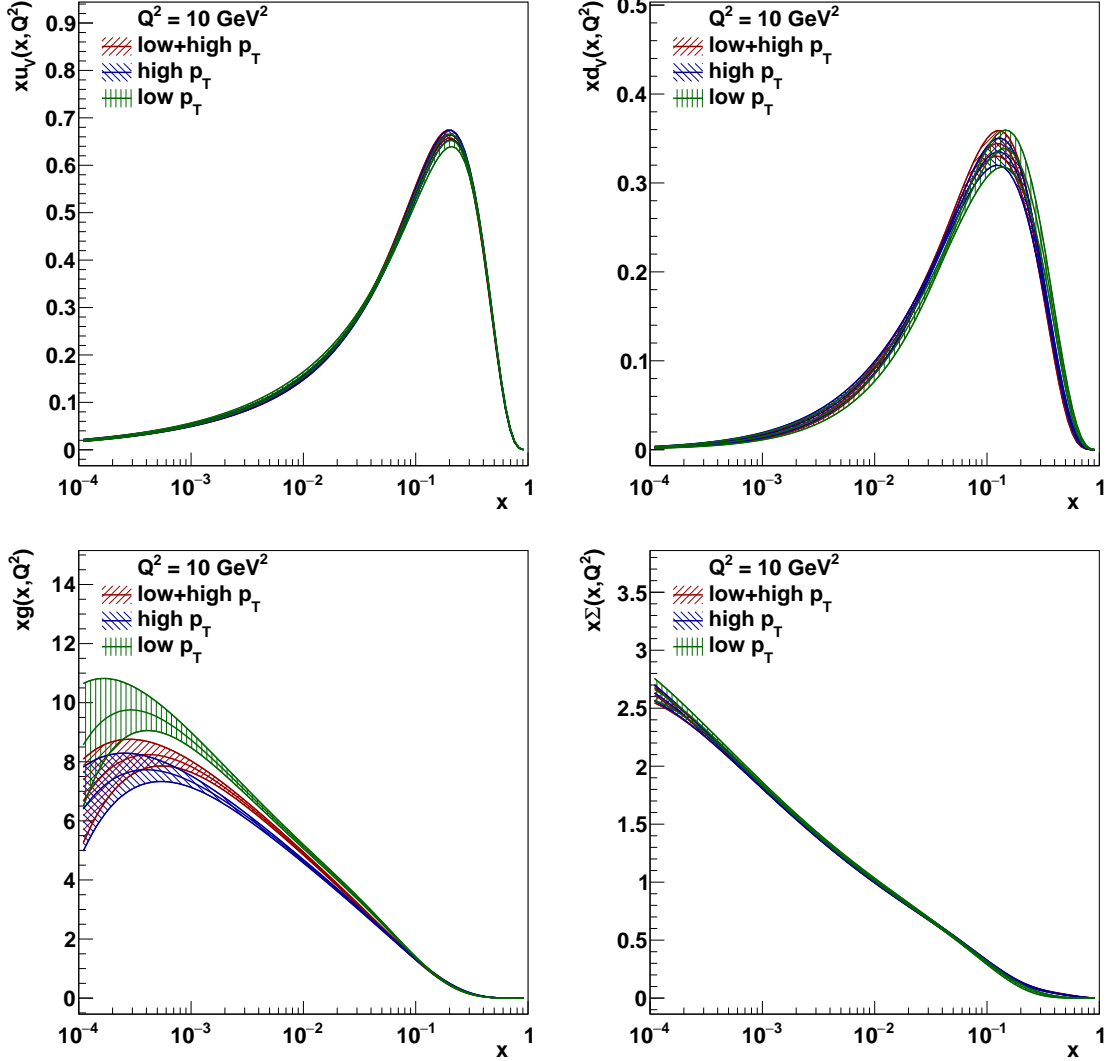 xu_V(x,Q²)
Q² = 10 GeV²
low+high p_T
high p_T
low p_T
0.9
0.8
0.7
0.6
0.5
0.4
0.3
0.2
0.1
0
10⁻⁴ 10⁻³ 10⁻² 10⁻¹ 1
x
xd_V(x,Q²)
Q² = 10 GeV²
low+high p_T
high p_T
low p_T
0.5
0.4
0.3
0.2
0.1
0
10⁻⁴ 10⁻³ 10⁻² 10⁻¹ 1
x
xg(x,Q²)
Q² = 10 GeV²
low+high p_T
high p_T
low p_T
14
12
10
8
6
4
2
0
10⁻⁴ 10⁻³ 10⁻² 10⁻¹ 1
x
xΣ(x,Q²)
Q² = 10 GeV²
low+high p_T
high p_T
low p_T
3.5
3
2.5
2
1.5
1
0.5
0
10⁻⁴ 10⁻³ 10⁻² 10⁻¹ 1
x